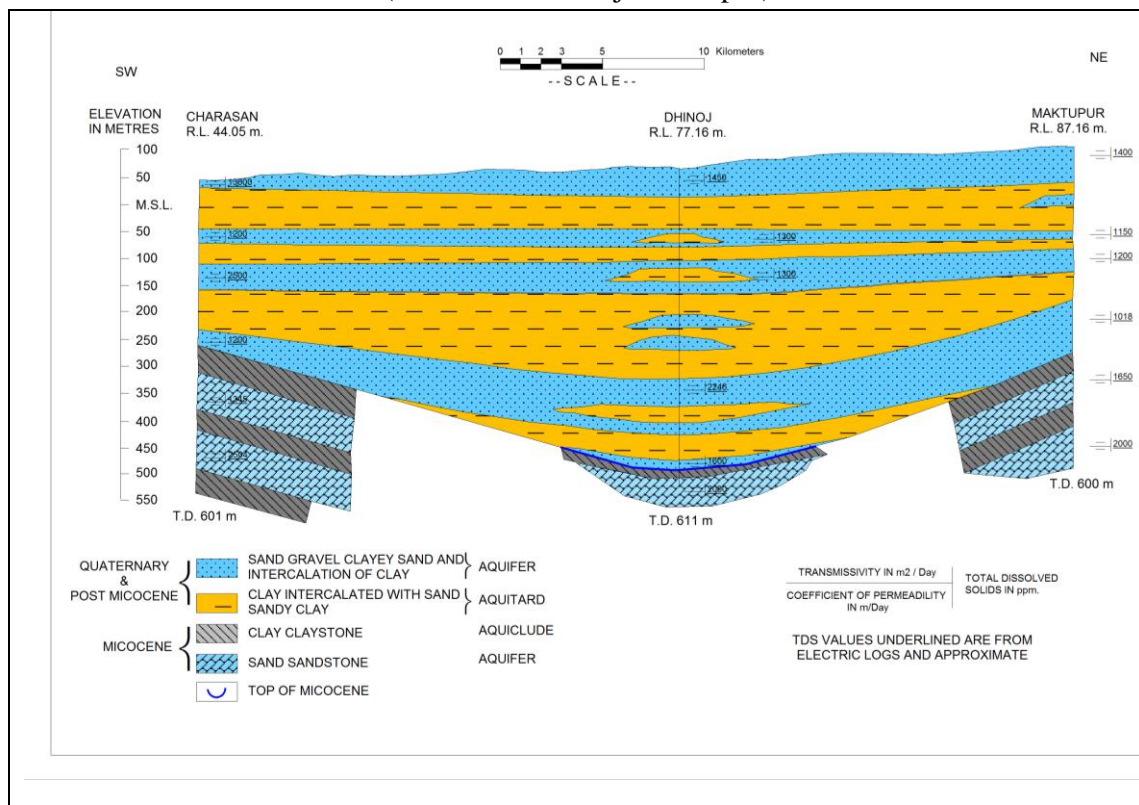 0 1 2 3 5 10 Kilometers
--SCALE--
SW
NE
ELEVATION
IN METRES
CHARASAN
R.L. 44.05 m.
DHINOJ
R.L. 77.16 m.
MAKTUPUR
R.L. 87.16 m.
100
50
M.S.L.
50
100
150
200
250
300
350
400
450
500
550
13800
1200
2500
1200
1450
1300
1300
2246
1600
1400
1150
1200
1018
1650
2000
T.D. 601 m
T.D. 611 m
T.D. 600 m
QUATERNARY
&
POST MICOCENE
SAND GRAVEL CLAYEY SAND AND
INTERCALATION OF CLAY
AQUIFER
CLAY INTERCALATED WITH SAND
SANDY CLAY
AQUITARD
MICOCENE
CLAY CLAYSTONE
AQUICLUDE
SAND SANDSTONE
AQUIFER
TOP OF MICOCENE
TRANSMISSIVITY IN m2 / Day
COEFFICIENT OF PERMEADILITY
IN m/Day
TOTAL DISSOLVED
SOLIDS IN ppm.
TDS VALUES UNDERLINED ARE FROM
ELECTRIC LOGS AND APPROXIMATE